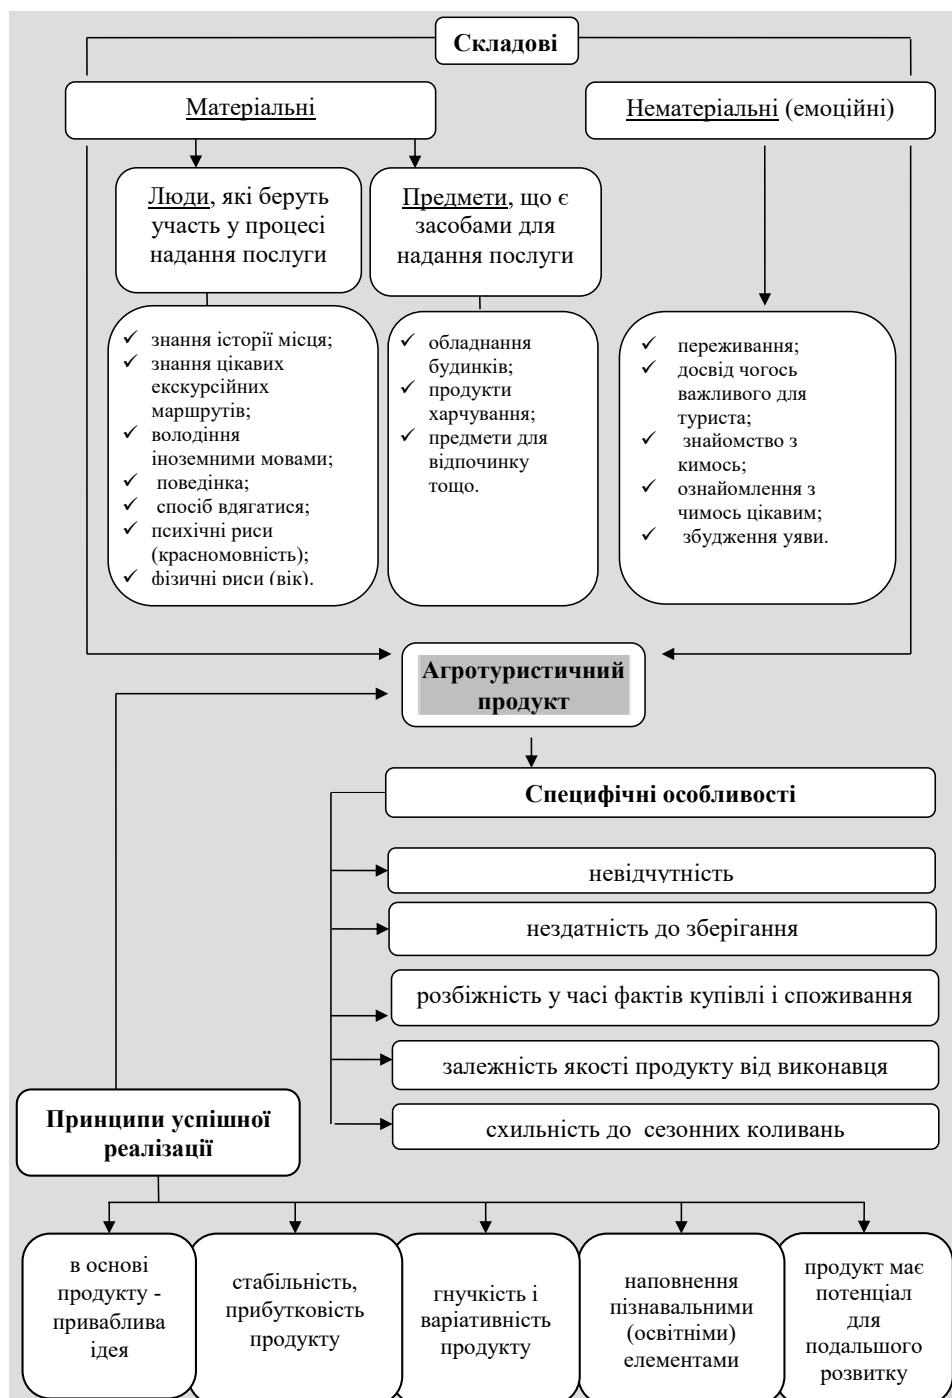 Складові
Матеріальні
Нематеріальні (емоційні)
Люди, які беруть
участь у процесі
надання послуги
Предмети, що є
засобами для
надання послуги
✓ знання історії місця;
✓ знання цікавих
екскурсійних
маршрутів;
✓ володіння
іноземними мовами;
✓ поведінка;
✓ спосіб вдягатися;
✓ психічні риси
(красномовність);
✓ фізичні риси (вік).
✓ обладнання
будинків;
✓ продукти
харчування;
✓ предмети для
відпочинку
тощо.
✓ переживання;
✓ досвід чогось
важливого для
туриста;
✓ знайомство з
кимось;
✓ ознайомлення з
чимось цікавим;
✓ збудження уяви.
Агротуристичний
продукт
Специфічні особливості
невідчутність
нездатність до зберігання
розбіжність у часі фактів купівлі і споживання
залежність якості продукту від виконавця
схильність до сезонних коливань
Принципи успішної
реалізації
в основі
продукту -
приваблива
ідея
стабільність,
прибутковість
продукту
гнучкість і
варіативність
продукту
наповнення
пізнавальними
(освітніми)
елементами
продукт має
потенціал
для
подальшого
розвитку